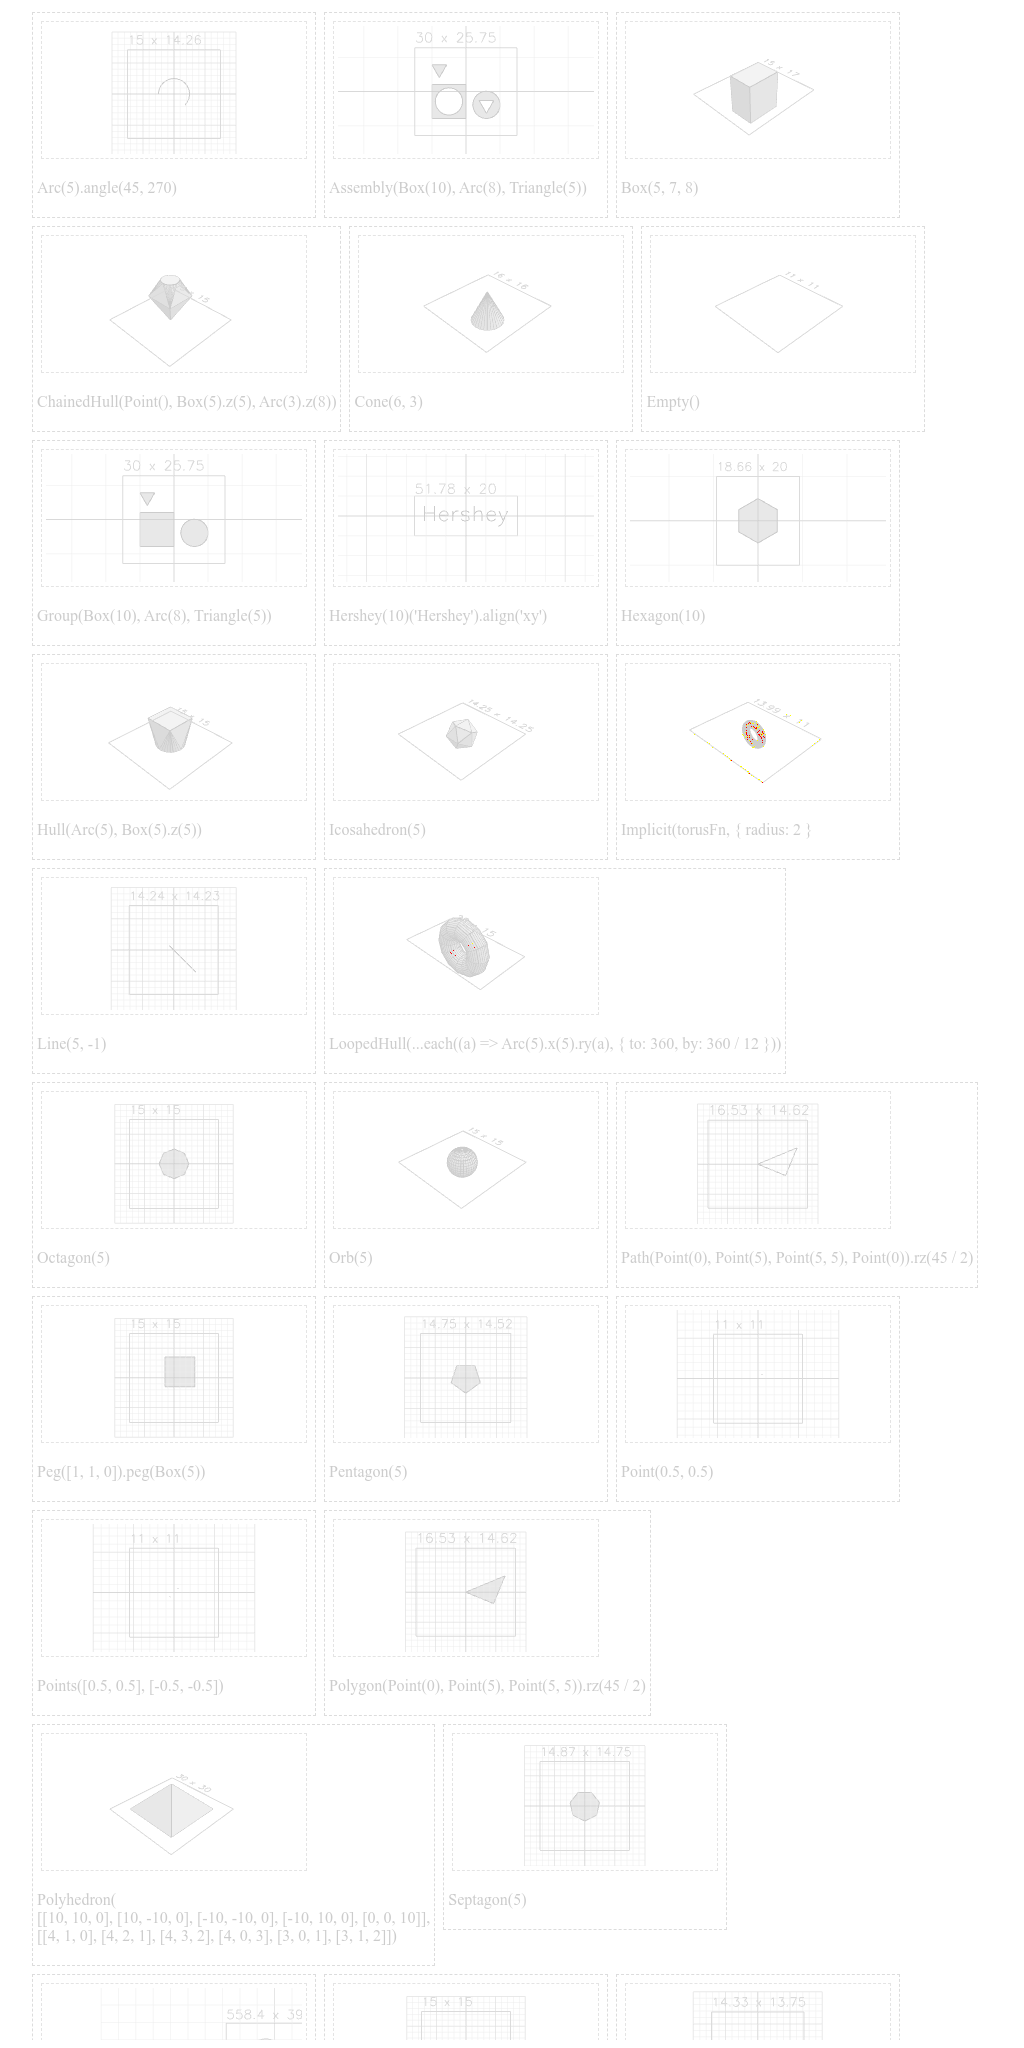 15 x 14.26
30 x 25.75
15 x 17
Arc(5).angle(45, 270)
Assembly(Box(10), Arc(8), Triangle(5))
Box(5, 7, 8)
15
16 x 16
11 x 11
ChainedHull(Point(), Box(5).z(5), Arc(3).z(8))
Cone(6, 3)
Empty()
30 x 25.75
51.78 x 20
18.66 x 20
Hershey
Group(Box(10), Arc(8), Triangle(5))
Hershey(10)('Hershey').align('xy')
Hexagon(10)
15 x 15
14.25 x 14.25
13.99 x 11
Hull(Arc(5), Box(5).z(5))
Icosahedron(5)
Implicit(torusFn, { radius: 2 }
14.24 x 14.23
15
Line(5, -1)
LoopedHull(...each((a) => Arc(5).x(5).ry(a), { to: 360, by: 360 / 12 }))
15 x 15
15 x 15
16.53 x 14.62
Octagon(5)
Orb(5)
Path(Point(0), Point(5), Point(5, 5), Point(0)).rz(45 / 2)
15 x 15
14.75 x 14.52
11 x 11
Peg([1, 1, 0]).peg(Box(5))
Pentagon(5)
Point(0.5, 0.5)
11 x 11
16.53 x 14.62
Points([0.5, 0.5], [-0.5, -0.5])
Polygon(Point(0), Point(5), Point(5, 5)).rz(45 / 2)
30 x 30
14.87 x 14.75
Polyhedron(
[[10, 10, 0], [10, -10, 0], [-10, -10, 0], [-10, 10, 0], [0, 0, 10]],
[[4, 1, 0], [4, 2, 1], [4, 3, 2], [4, 0, 3], [3, 0, 1], [3, 1, 2]])
Septagon(5)
558.4 x 39
15 x 15
14.33 x 13.75